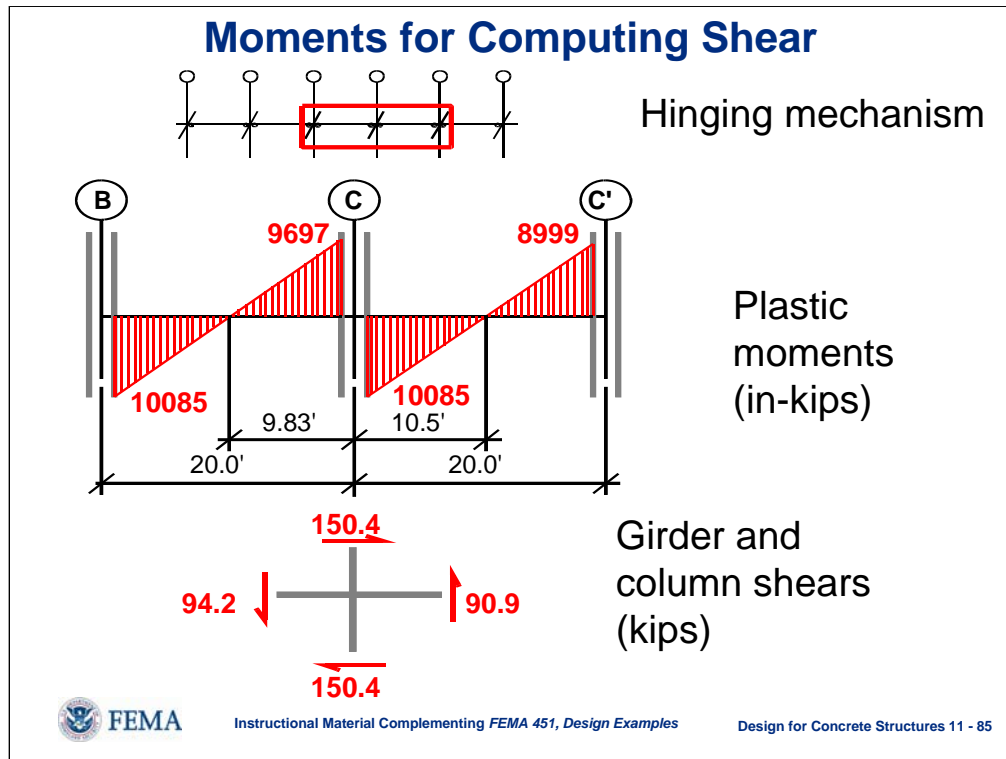 Moments for Computing Shear
Hinging mechanism
B
C
C'
9697
8999
Plastic
moments
(in-kips)
10085
10085
9.83'
10.5'
20.0'
20.0'
150.4
Girder and
column shears
(kips)
94.2
90.9
150.4
FEMA
Instructional Material Complementing FEMA 451, Design Examples
Design for Concrete Structures 11 - 85